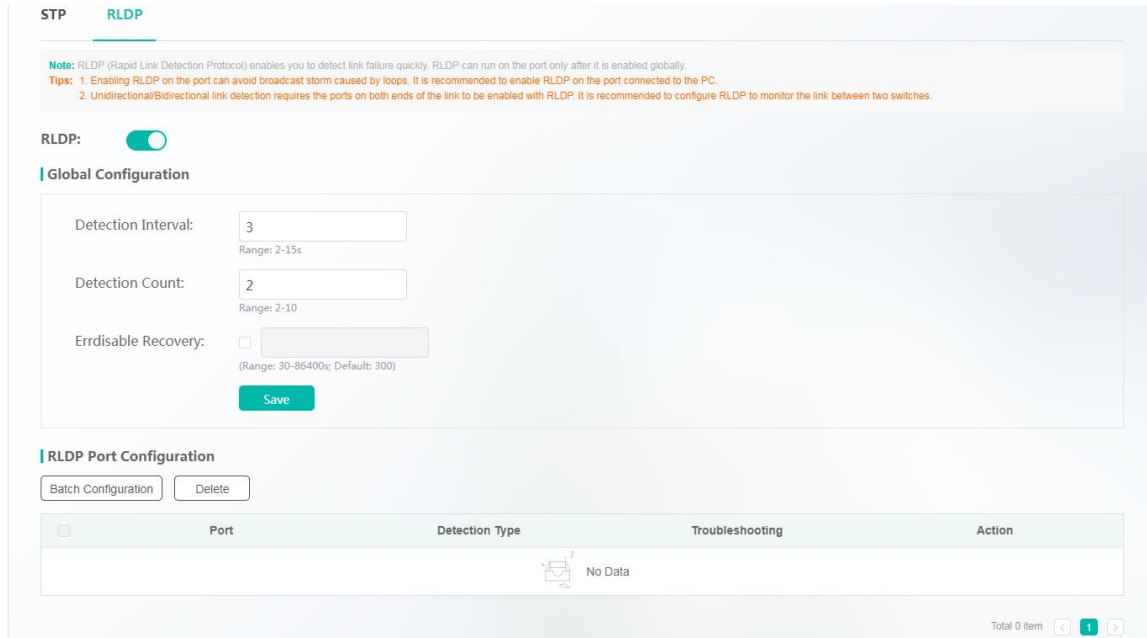 STP RLDP
Note: RLDP (Rapid Link Detection Protocol) enables you to detect link failure quickly. RLDP can run on the port only after it is enabled globally.
Tips: 1. Enabling RLDP on the port can avoid broadcast storm caused by loops. It is recommended to enable RLDP on the port connected to the PC.
2. Unidirectional/Bidirectional link detection requires the ports on both ends of the link to be enabled with RLDP. It is recommended to configure RLDP to monitor the link between two switches.
RLDP:
Global Configuration
Detection Interval: 3
Range: 2-15s
Detection Count: 2
Range: 2-10
Errdisable Recovery:
(Range: 30-86400s; Default: 300)
Save
RLDP Port Configuration
Batch Configuration Delete
Port Detection Type Troubleshooting Action
No Data
Total 0 item < 1 >